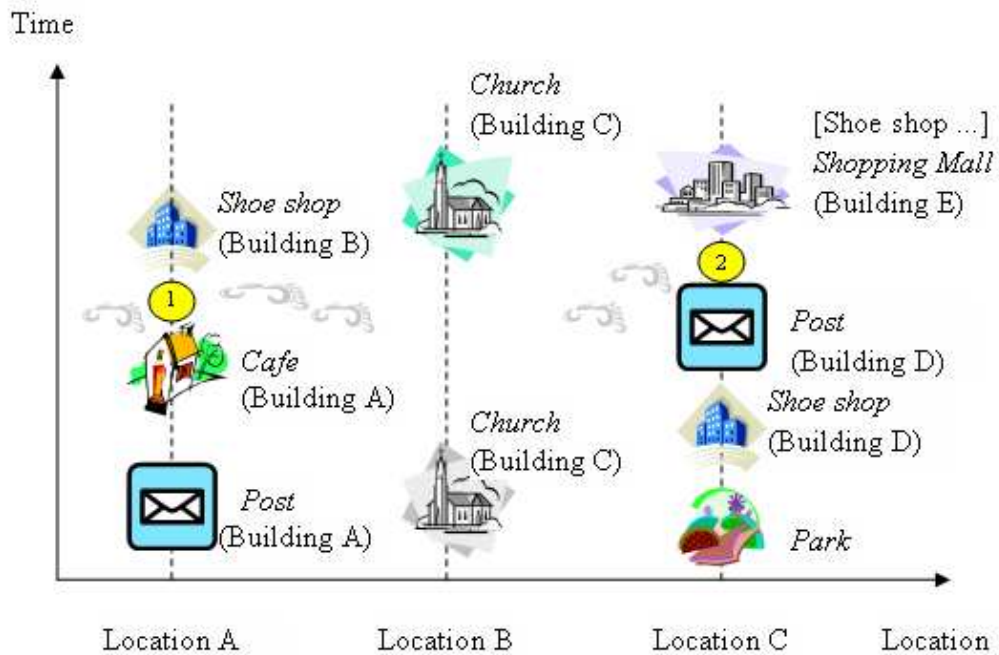 Time
Church
(Building C)
[Shoe shop ...]
Shopping Mall
(Building E)
Shoe shop
(Building B)
1
2
Cafe
(Building A)
Post
(Building D)
Shoe shop
(Building D)
Church
(Building C)
Post
(Building A)
Park
Location A
Location B
Location C
Location